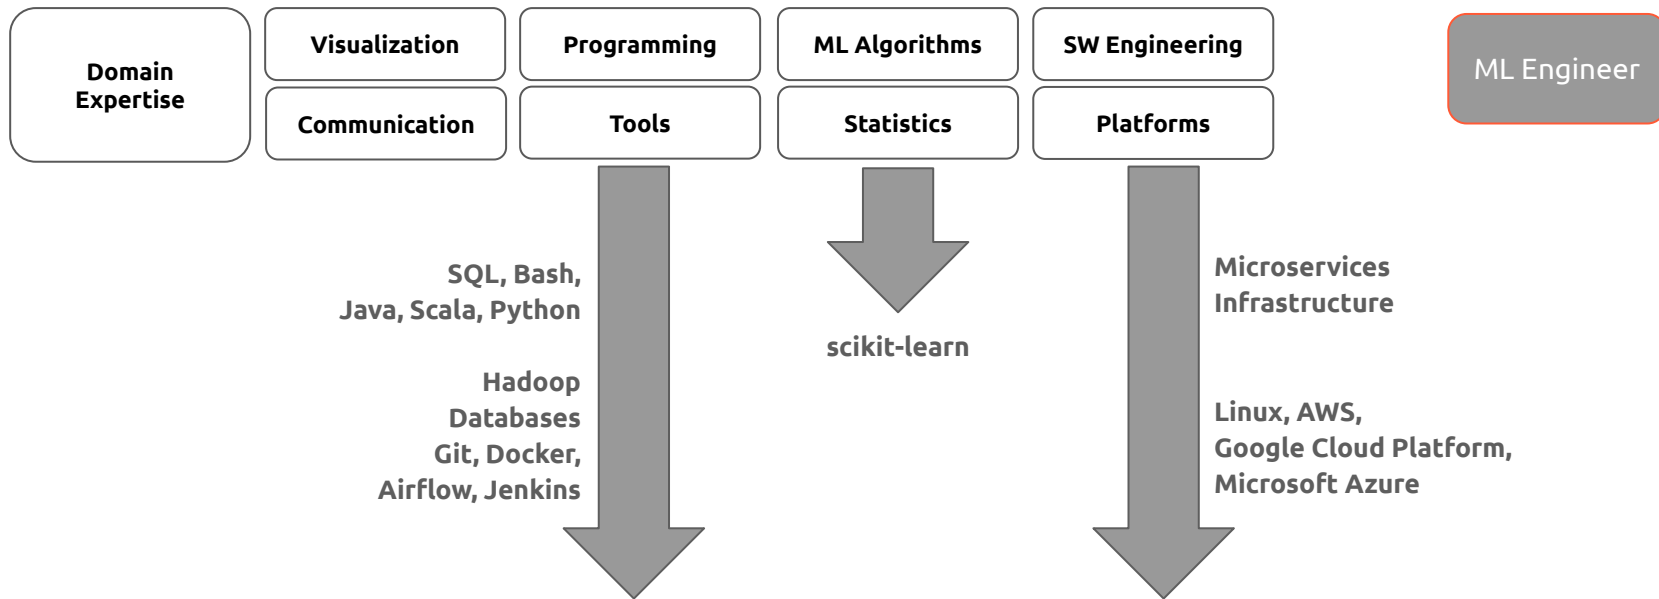 Domain
Expertise
Visualization
Communication
Programming
Tools
ML Algorithms
Statistics
SW Engineering
Platforms
ML Engineer
SQL, Bash,
Java, Scala, Python
Hadoop
Databases
Git, Docker,
Airflow, Jenkins
scikit-learn
Microservices
Infrastructure
Linux, AWS,
Google Cloud Platform,
Microsoft Azure